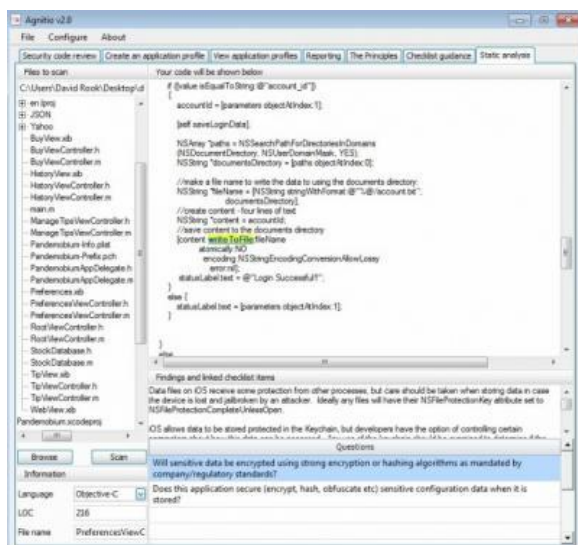 Agnitio v2.0
File Configure About
Security code review Create an application profile View application profiles Reporting The Principles Checklist guidance Static analysis
Files to scan
Your code will be shown below
C:\Users\David Rook\Desktop\d
en.lproj
JSON
Yahoo
BuyView.xib
BuyViewController.h
BuyViewController.m
HistoryView.xib
HistoryViewController.h
HistoryViewController.m
main.m
ManageTipsViewController.h
ManageTipsViewController.m
Pandemobium-Info.plist
Pandemobium-Prefix.pch
PandemobiumAppDelegate.h
PandemobiumAppDelegate.m
Preferences.xib
PreferencesViewController.h
PreferencesViewController.m
RootViewController.h
RootViewController.m
StockDatabase.h
StockDatabase.m
TipView.xib
TipViewController.h
TipViewController.m
WebView.xib
Pandemobium.xcodeproj
if ([value isEqualToString:@"account_id"])
{
accountId = [parameters objectAtIndex:1];
[self saveLoginData];
NSArray *paths = NSSearchPathForDirectoriesInDomains
(NSDocumentDirectory, NSUserDomainMask, YES);
NSString *documentsDirectory = [paths objectAtIndex:0];
//make a file name to write the data to using the documents directory:
NSString *fileName = [NSString stringWithFormat:@"%@/account.txt",
documentsDirectory];
//create content - four lines of text
NSString *content = accountId;
//save content to the documents directory
[content writeToFile:fileName
atomically:NO
encoding:NSStringEncodingConversionAllowLossy
error:nil];
statusLabel.text = @"Login Successful!";
}
else {
statusLabel.text = [parameters objectAtIndex:1];
}
}
else
Findings and linked checklist items
Data files on iOS receive some protection from other processes, but care should be taken when storing data in case
the device is lost and jailbroken by an attacker. Ideally any files will have their NSFileProtectionKey attribute set to
NSFileProtectionCompleteUnlessOpen.
iOS allows data to be stored protected in the Keychain, but developers have the option of controlling certain
Questions
Will sensitive data be encrypted using strong encryption or hashing algorithms as mandated by
company/regulatory standards?
Does this application secure (encrypt, hash, obfuscate etc) sensitive configuration data when it is
stored?
Browse Scan
Information
Language Objective-C
LOC 216
File name PreferencesViewC